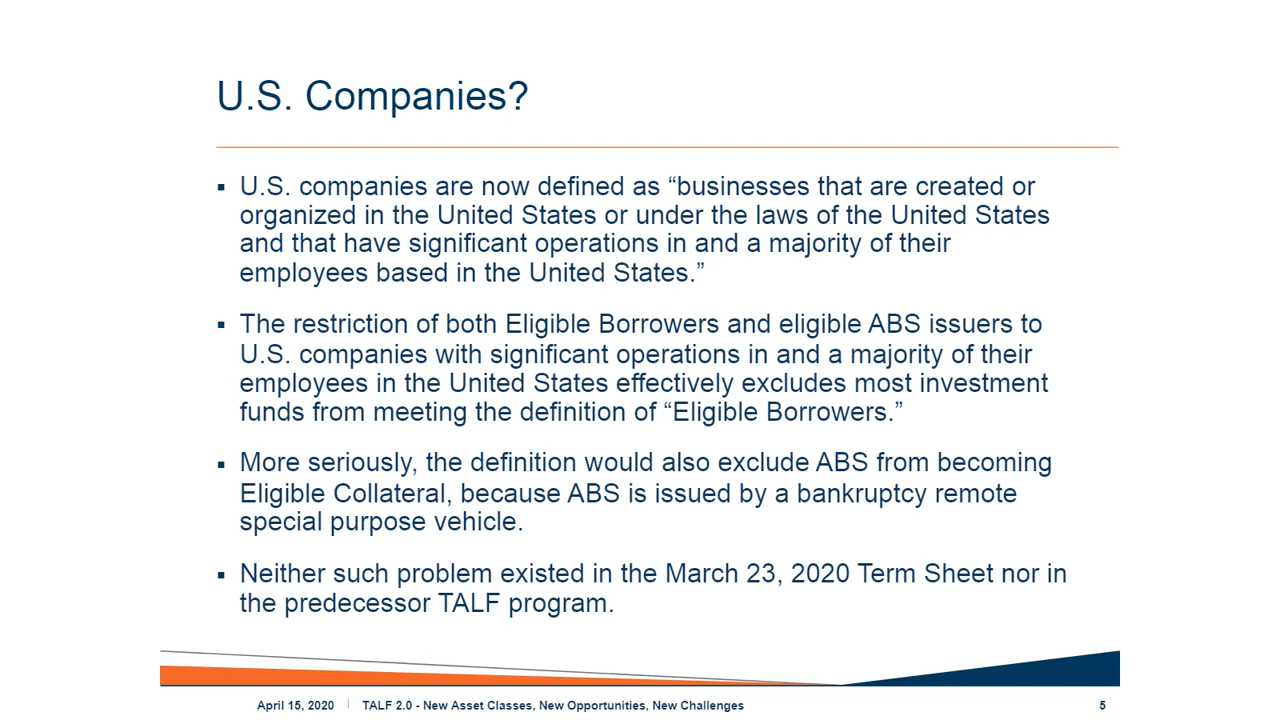 U.S. Companies?
▪ U.S. companies are now defined as “businesses that are created or
organized in the United States or under the laws of the United States
and that have significant operations in and a majority of their
employees based in the United States.”
▪ The restriction of both Eligible Borrowers and eligible ABS issuers to
U.S. companies with significant operations in and a majority of their
employees in the United States effectively excludes most investment
funds from meeting the definition of “Eligible Borrowers.”
▪ More seriously, the definition would also exclude ABS from becoming
Eligible Collateral, because ABS is issued by a bankruptcy remote
special purpose vehicle.
▪ Neither such problem existed in the March 23, 2020 Term Sheet nor in
the predecessor TALF program.
April 15, 2020 | TALF 2.0 - New Asset Classes, New Opportunities, New Challenges 5